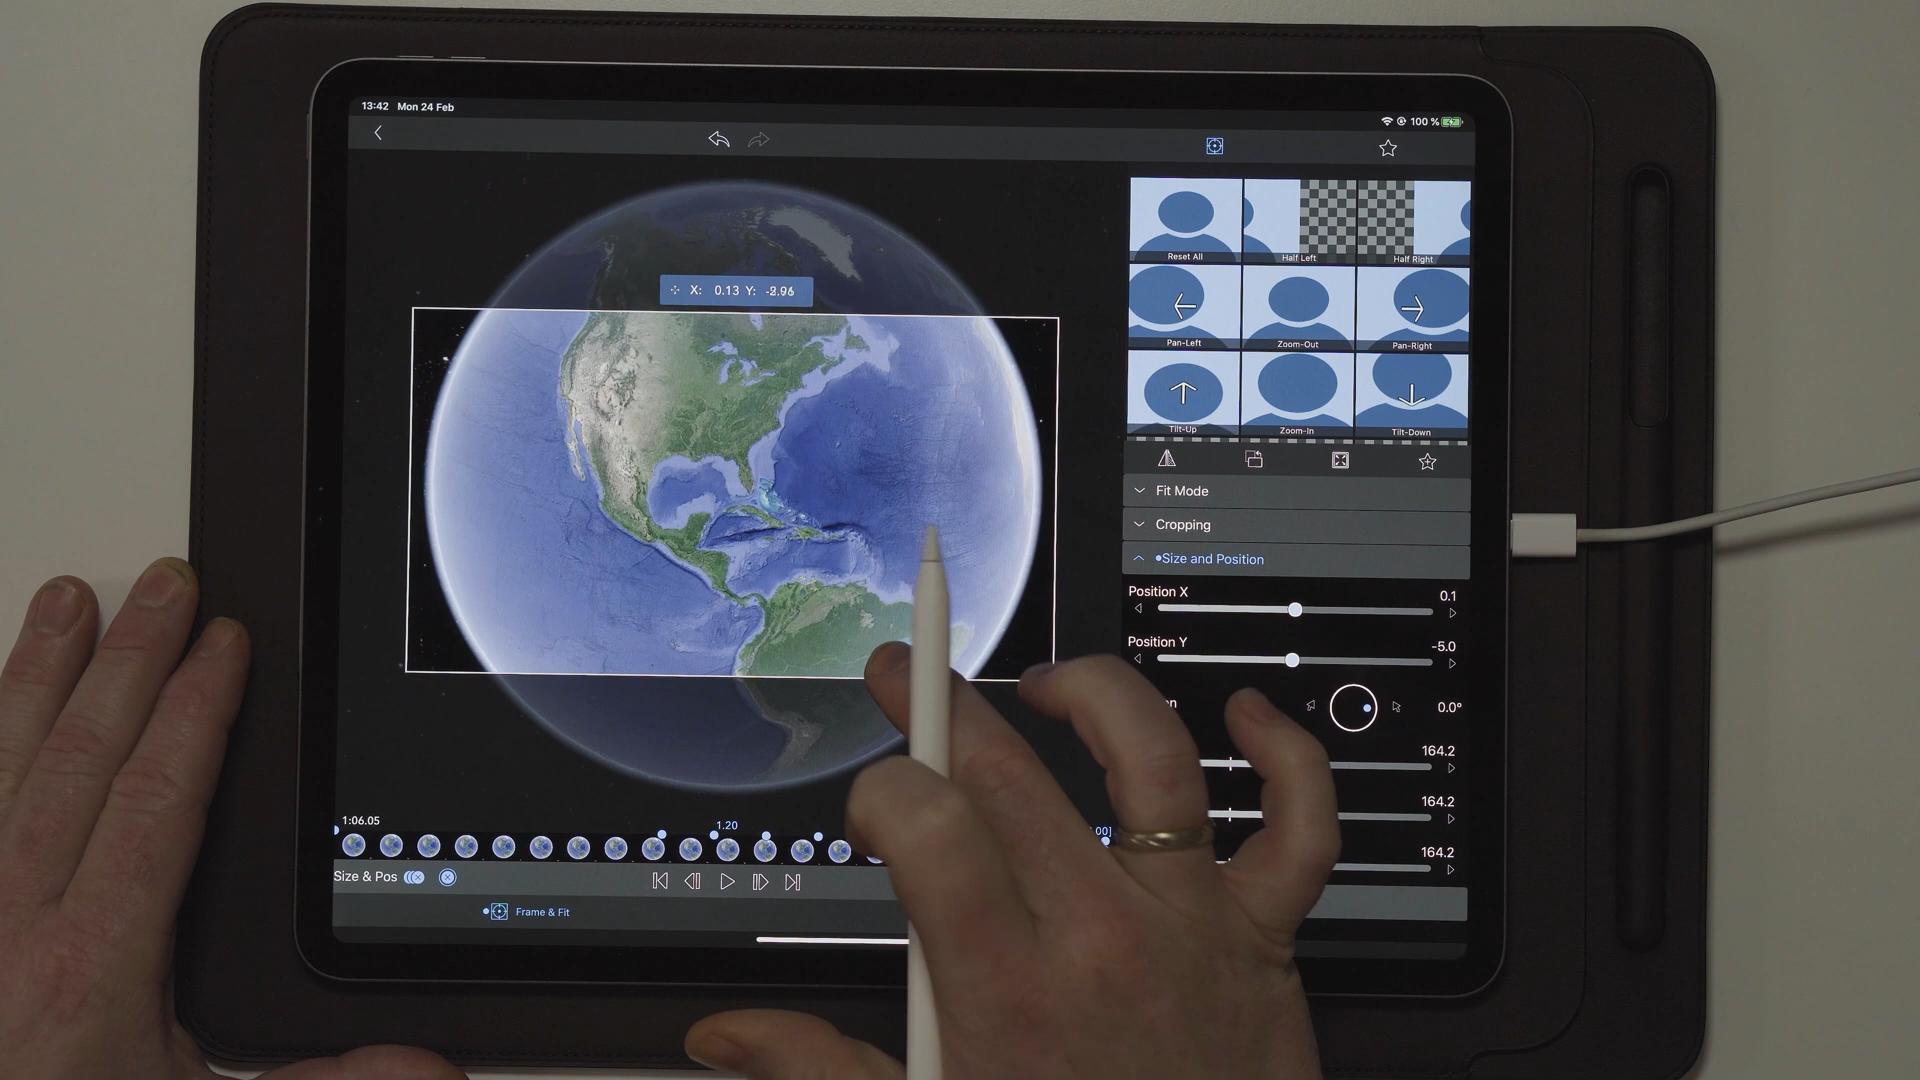 13:42 Mon 24 Feb
100 %
X: 0.13 Y: -2.96
Reset All
Half Left
Half Right
Pan-Left
Zoom-Out
Pan-Right
Tilt-Up
Zoom-In
Tilt-Down
Fit Mode
Cropping
Size and Position
Position X
0.1
Position Y
-5.0
0.0°
164.2
164.2
164.2
1:06.05
1.20
00]
Size & Pos
Frame & Fit